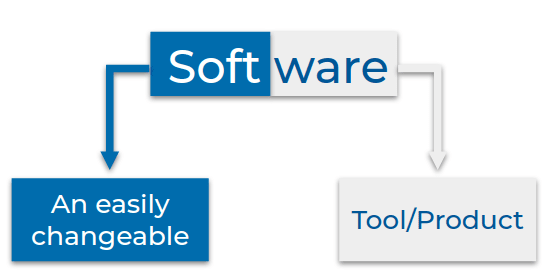 Software
An easily
changeable
Tool/Product